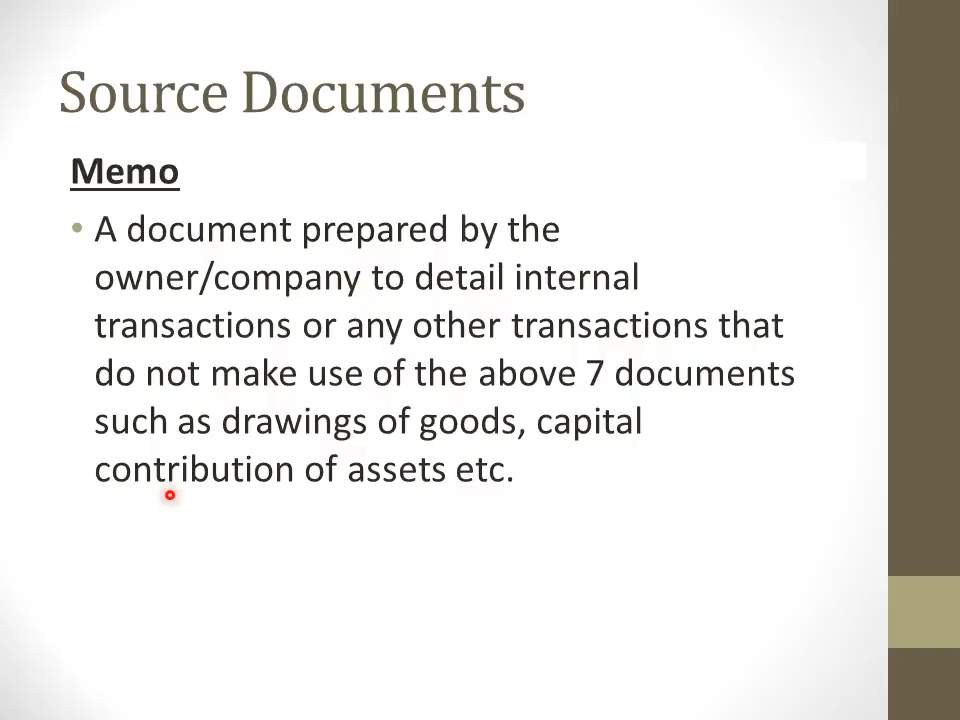 Source Documents
Memo
• A document prepared by the
owner/company to detail internal
transactions or any other transactions that
do not make use of the above 7 documents
such as drawings of goods, capital
contribution of assets etc.